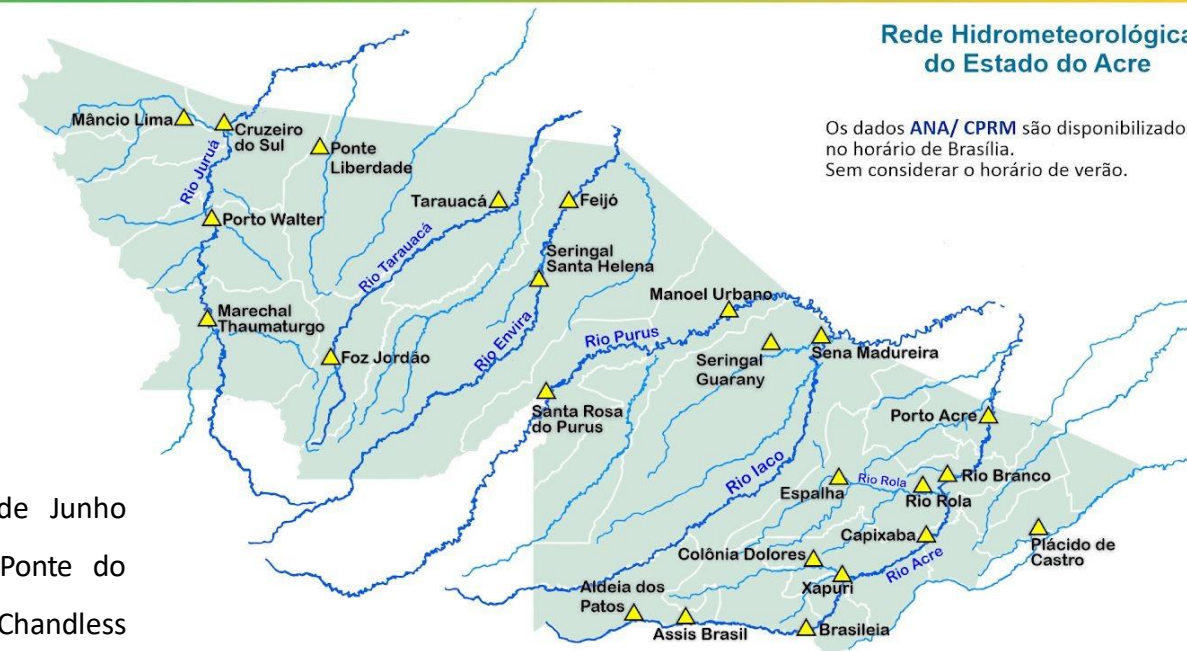 Rede Hidrometeorológica
do Estado do Acre
Os dados ANA/ CPRM são disponibilizado
no horário de Brasília.
Sem considerar o horário de verão.
Mâncio Lima
Cruzeiro
do Sul
Ponte
Liberdade
Rio Juruá
Porto Walter
Tarauacá
Feijó
Rio Tarauacá
Seringal
Santa Helena
Marechal
Thaumaturgo
Foz Jordão
Rio Envira
Manoel Urbano
Rio Purus
Seringal
Guarany
Sena Madureira
Santa Rosa
do Purus
Porto Acre
Rio Iaco
Espalha
Rio Rola
Rio Rola
Rio Branco
Capixaba
Plácido de
Castro
Colônia Dolores
Rio Acre
Xapuri
Aldeia dos
Patos
Assis Brasil
Brasileia
de Junho
Ponte do
Chandless